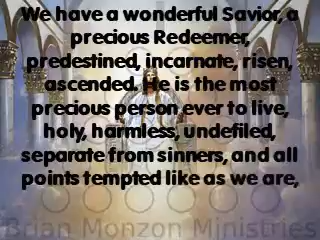 We have a wonderful Savior, a
precious Redeemer,
predestined, incarnate, risen,
ascended. He is the most
precious person ever to live,
holy, harmless, undefiled,
separate from sinners, and all
points tempted like as we are,
Brian Monzon Ministries